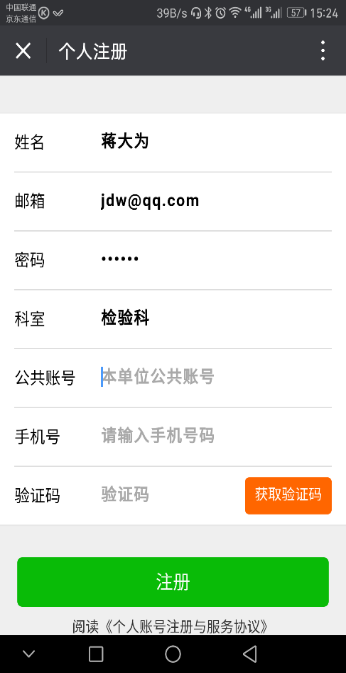 中国联通
京东通信
39B/s 4G 3G 57 15:24
个人注册
姓名 蒋大为
邮箱 jdw@qq.com
密码 ••••••
科室 检验科
公共账号 本单位公共账号
手机号 请输入手机号码
验证码 验证码 获取验证码
注册
阅读《个人账号注册与服务协议》